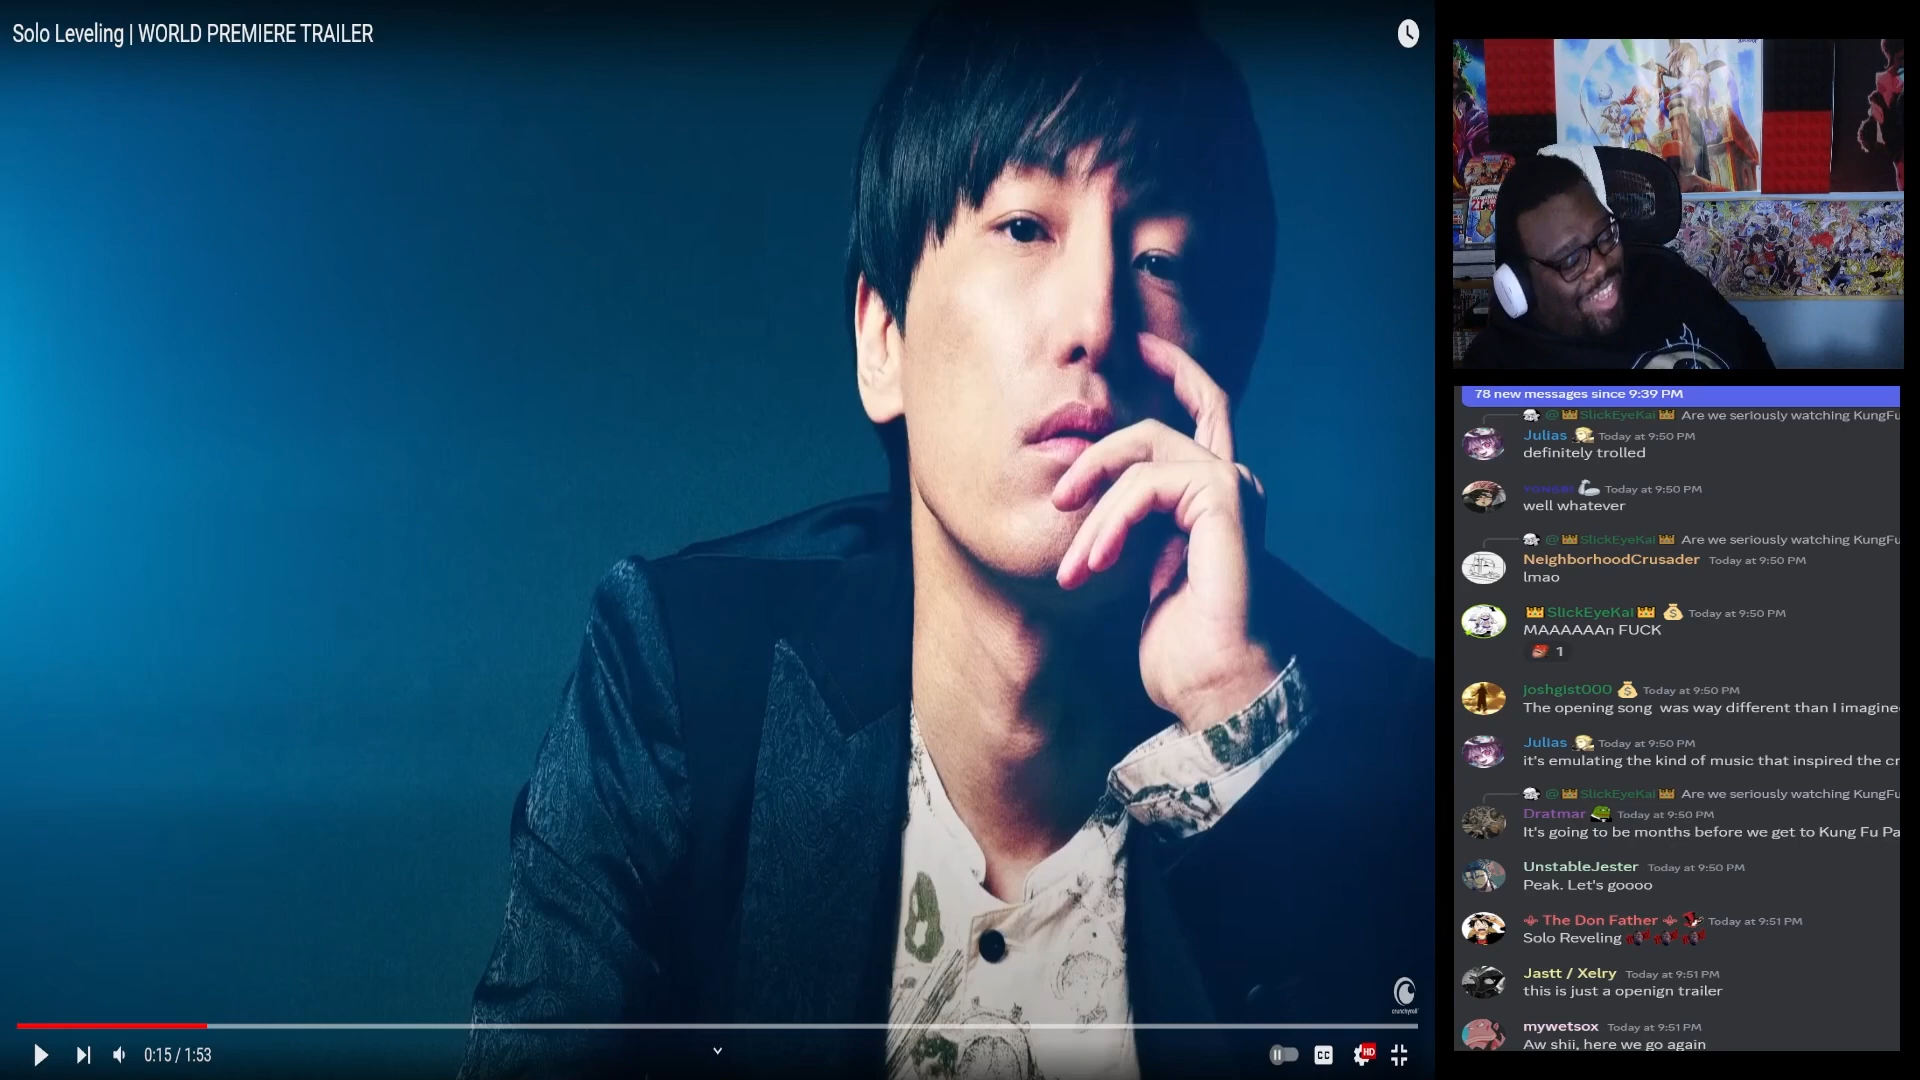 Solo Leveling | WORLD PREMIERE TRAILER
crunchyroll
0:15 / 1:53
CC
HD
78 new messages since 9:39 PM
@ SlickEyeKai Are we seriously watching KungFu
Julias Today at 9:50 PM
definitely trolled
Today at 9:50 PM
well whatever
@ SlickEyeKai Are we seriously watching KungFu
NeighborhoodCrusader Today at 9:50 PM
lmao
SlickEyeKai Today at 9:50 PM
MAAAAAAn FUCK
1
joshgist000 Today at 9:50 PM
The opening song was way different than I imagine
Julias Today at 9:50 PM
it's emulating the kind of music that inspired the cr
@ SlickEyeKai Are we seriously watching KungFu
Dratmar Today at 9:50 PM
It's going to be months before we get to Kung Fu Pa
UnstableJester Today at 9:50 PM
Peak. Let's goooo
The Don Father Today at 9:51 PM
Solo Reveling
Jastt / Xelry Today at 9:51 PM
this is just a openign trailer
mywetsox Today at 9:51 PM
Aw shii, here we go again